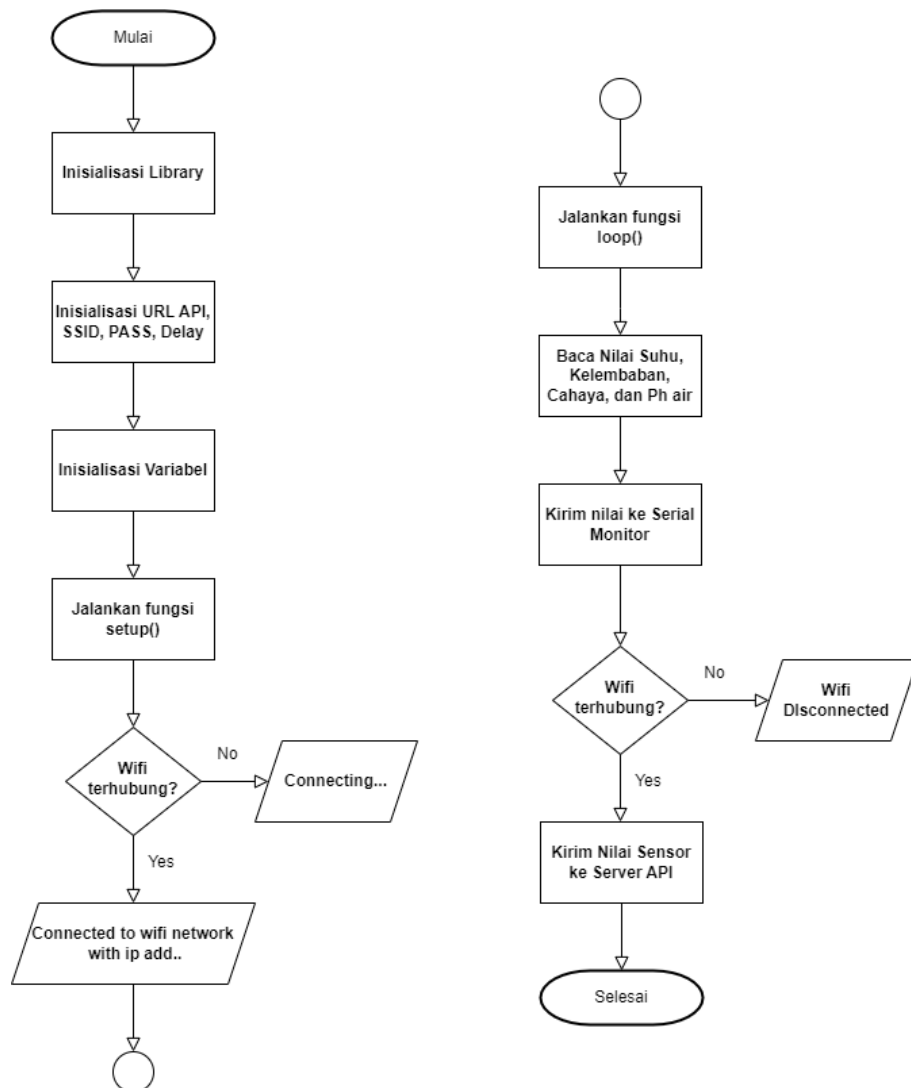 Mulai
Inisialisasi Library
Inisialisasi URL API,
SSID, PASS, Delay
Inisialisasi Variabel
Jalankan fungsi
setup()
Wifi
terhubung?
No
Connecting...
Yes
Connected to wifi network
with ip add..
Jalankan fungsi
loop()
Baca Nilai Suhu,
Kelembaban,
Cahaya, dan Ph air
Kirim nilai ke Serial
Monitor
Wifi
terhubung?
No
Wifi
DIsconnected
Yes
Kirim Nilai Sensor
ke Server API
Selesai